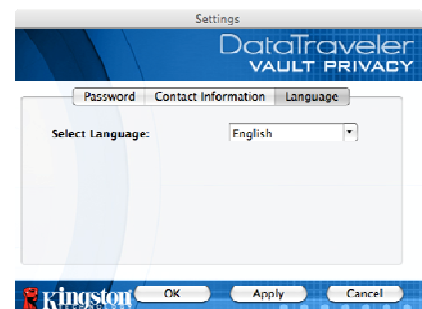 Settings
DataTraveler
VAULT PRIVACY
Password Contact Information Language
Select Language: English
Kingston OK Apply Cancel